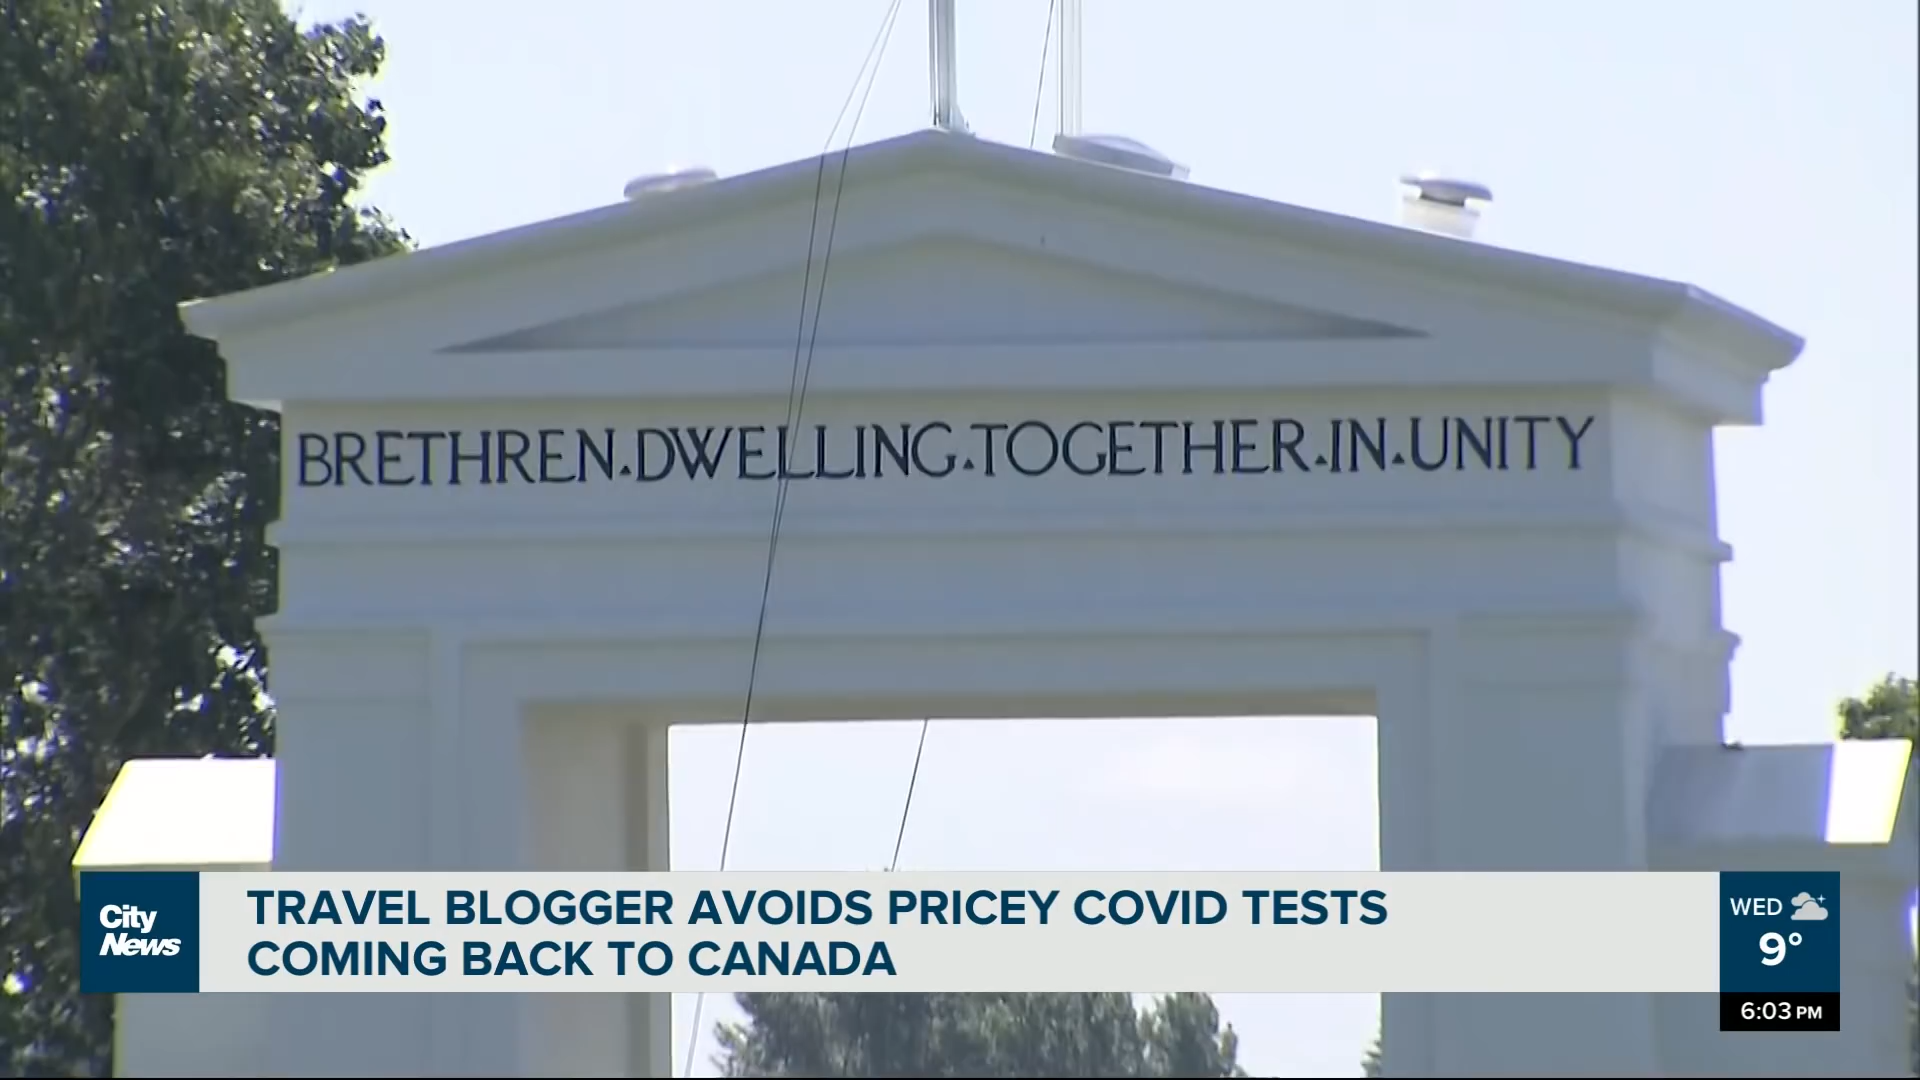 BRETHREN▴DWELLING▴TOGETHER▴IN▴UNITY
City
News
TRAVEL BLOGGER AVOIDS PRICEY COVID TESTS
COMING BACK TO CANADA
WED
9°
6:03 PM